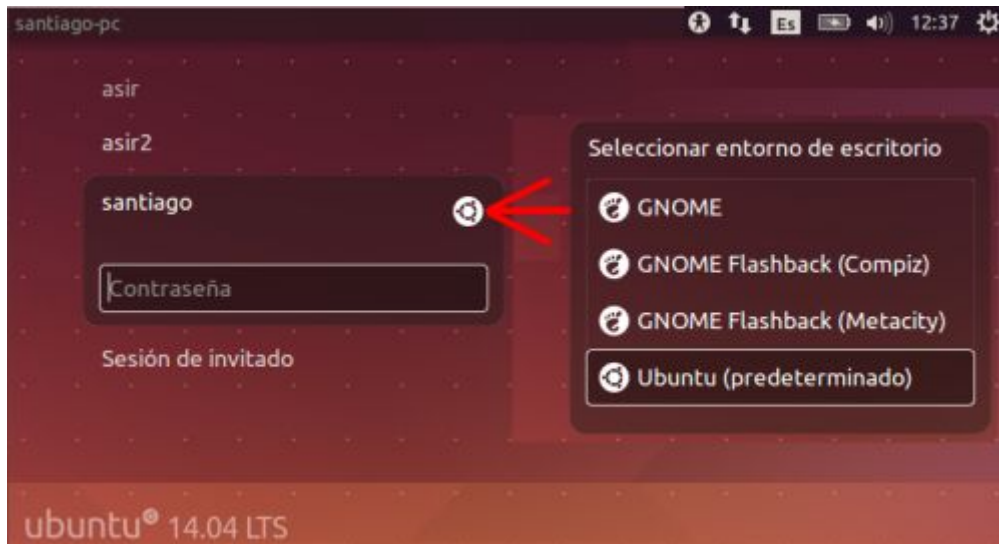 santiago-pc
Es
12:37
asir
asir2
santiago
Contraseña
Sesión de invitado
Seleccionar entorno de escritorio
GNOME
GNOME Flashback (Compiz)
GNOME Flashback (Metacity)
Ubuntu (predeterminado)
ubuntu® 14.04 LTS